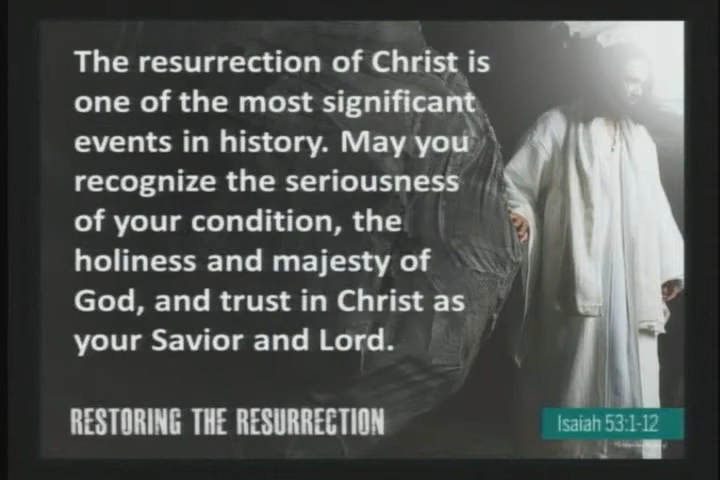 The resurrection of Christ is
one of the most significant
events in history. May you
recognize the seriousness
of your condition, the
holiness and majesty of
God, and trust in Christ as
your Savior and Lord.
RESTORING THE RESURRECTION
Isaiah 53:1-12